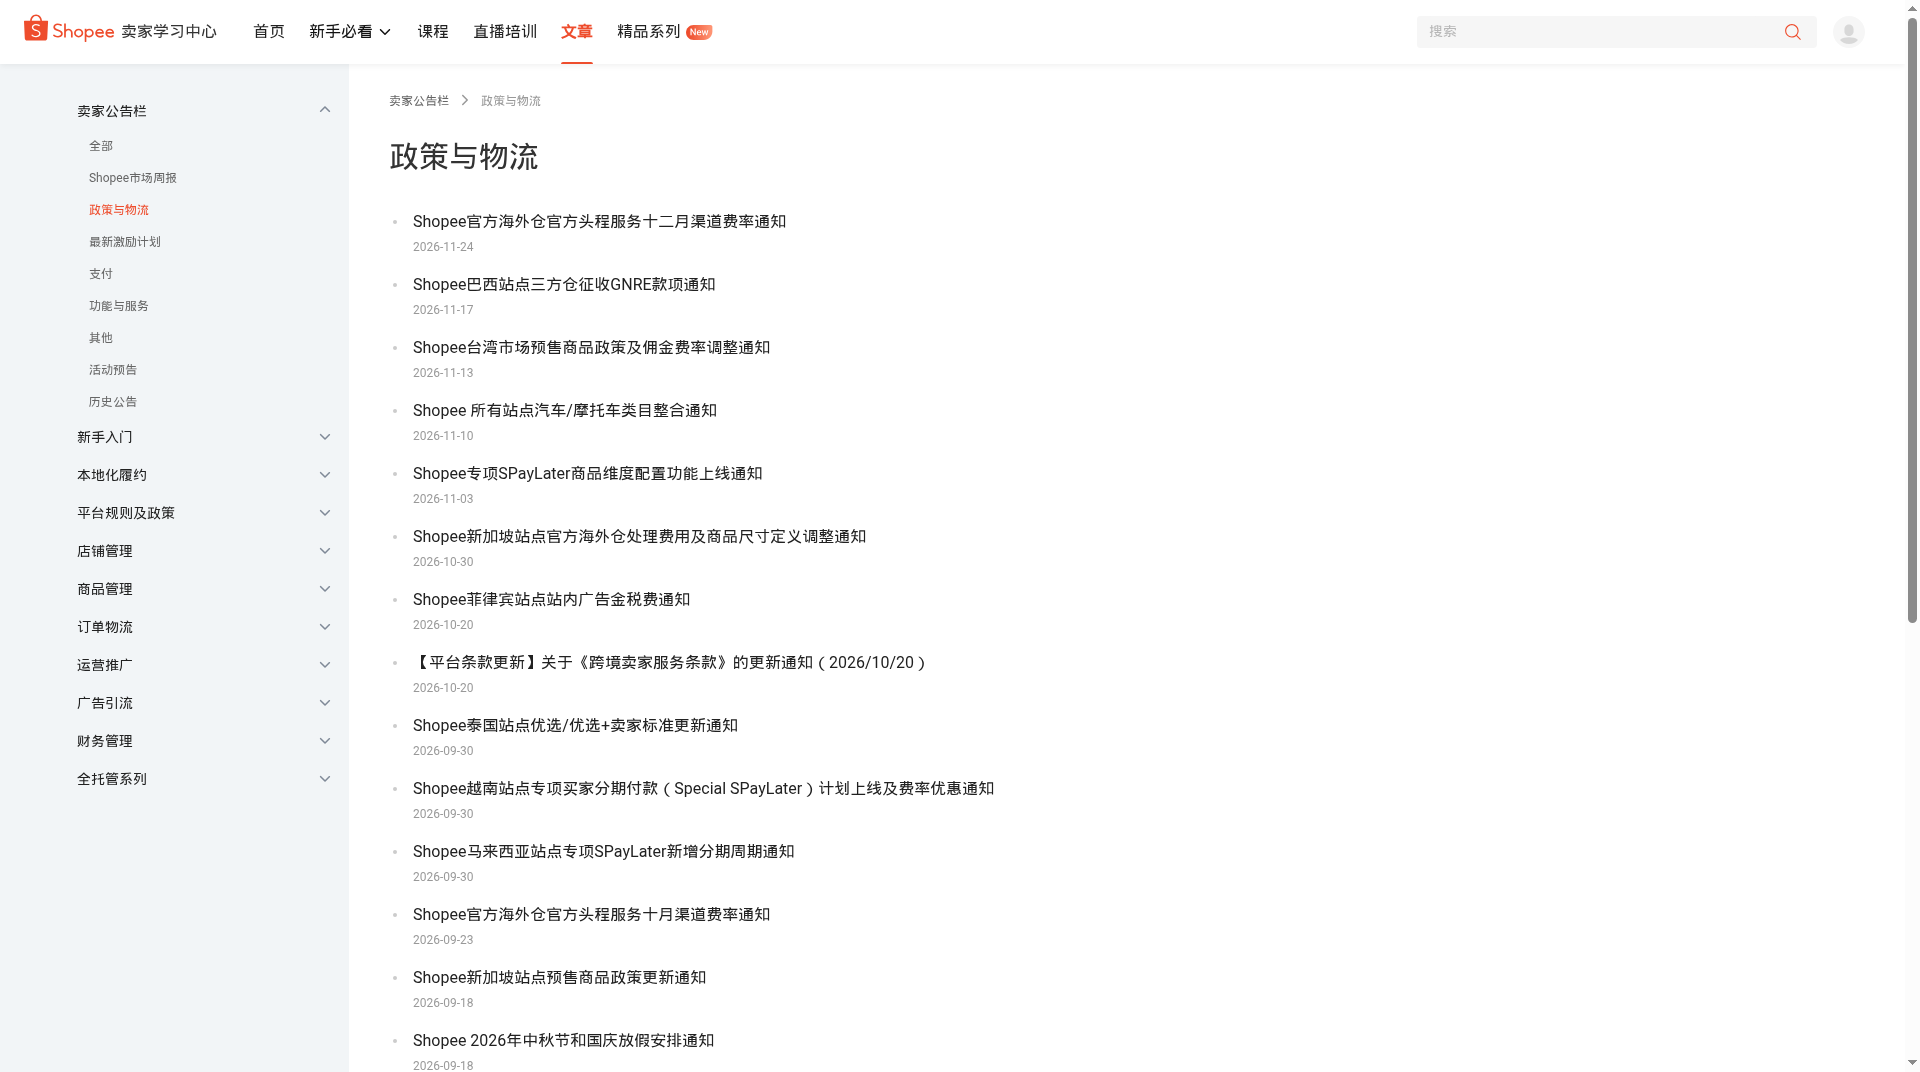 Shopee 卖家学习中心 首页 新手必看 课程 直播培训 文章 精品系列 New 搜索
卖家公告栏
全部
Shopee市场周报
政策与物流
最新激励计划
支付
功能与服务
其他
活动预告
历史公告
新手入门
本地化履约
平台规则及政策
店铺管理
商品管理
订单物流
运营推广
广告引流
财务管理
全托管系列
卖家公告栏 政策与物流
政策与物流
Shopee官方海外仓官方头程服务十二月渠道费率通知
2026-11-24
Shopee巴西站点三方仓征收GNRE款项通知
2026-11-17
Shopee台湾市场预售商品政策及佣金费率调整通知
2026-11-13
Shopee 所有站点汽车/摩托车类目整合通知
2026-11-10
Shopee专项SPayLater商品维度配置功能上线通知
2026-11-03
Shopee新加坡站点官方海外仓处理费用及商品尺寸定义调整通知
2026-10-30
Shopee菲律宾站点站内广告金税费通知
2026-10-20
【平台条款更新】关于《跨境卖家服务条款》的更新通知（2026/10/20）
2026-10-20
Shopee泰国站点优选/优选+卖家标准更新通知
2026-09-30
Shopee越南站点专项买家分期付款（Special SPayLater）计划上线及费率优惠通知
2026-09-30
Shopee马来西亚站点专项SPayLater新增分期周期通知
2026-09-30
Shopee官方海外仓官方头程服务十月渠道费率通知
2026-09-23
Shopee新加坡站点预售商品政策更新通知
2026-09-18
Shopee 2026年中秋节和国庆放假安排通知
2026-09-18